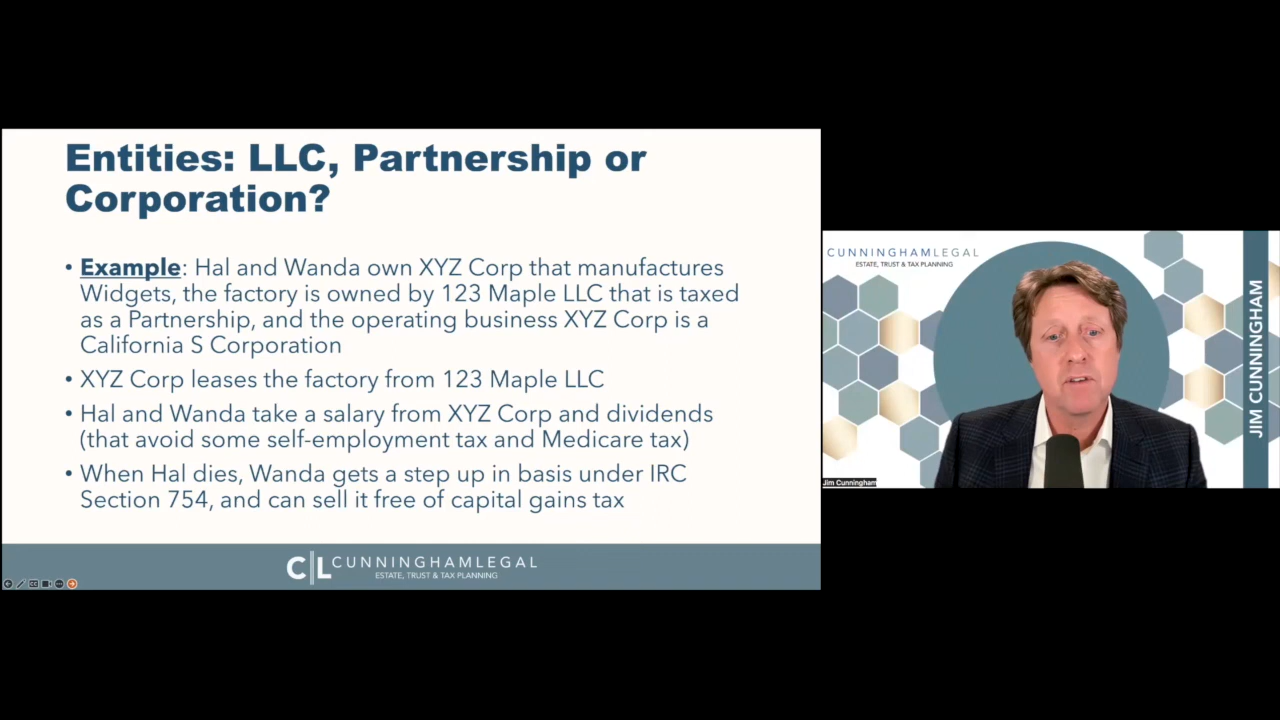 Entities: LLC, Partnership or
Corporation?
• Example: Hal and Wanda own XYZ Corp that manufactures
Widgets, the factory is owned by 123 Maple LLC that is taxed
as a Partnership, and the operating business XYZ Corp is a
California S Corporation
• XYZ Corp leases the factory from 123 Maple LLC
• Hal and Wanda take a salary from XYZ Corp and dividends
(that avoid some self-employment tax and Medicare tax)
• When Hal dies, Wanda gets a step up in basis under IRC
Section 754, and can sell it free of capital gains tax
CL CUNNINGHAMLEGAL
ESTATE, TRUST & TAX PLANNING
CUNNINGHAMLEGAL
ESTATE, TRUST & TAX PLANNING
JIM CUNNINGHAM
Jim Cunningham